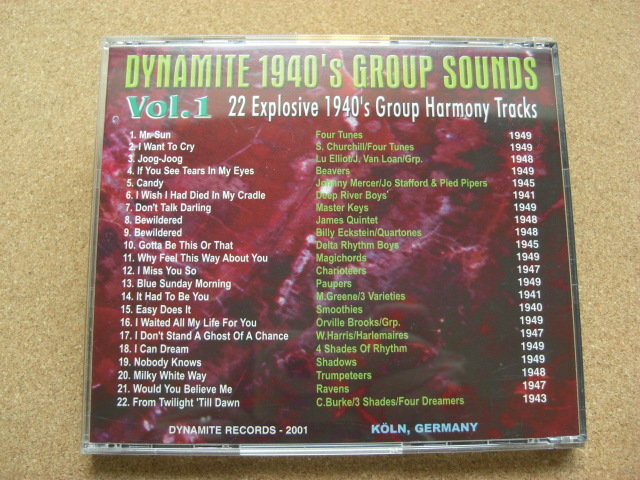 DYNAMITE 1940's GROUP SOUNDS
Vol.1 22 Explosive 1940's Group Harmony Tracks
1. Mr. Sun Four Tunes 1949
2. I Want To Cry S. Churchill/Four Tunes 1949
3. Joog-Joog Lu Elliot/J. Van Loan/Grp. 1948
4. If You See Tears In My Eyes Beavers 1949
5. Candy Johnny Mercer/Jo Stafford & Pied Pipers 1945
6. I Wish I Had Died In My Cradle Deep River Boys 1941
7. Don't Talk Darling Master Keys 1949
8. Bewildered James Quintet 1948
9. Bewildered Billy Eckstein/Quartones 1948
10. Gotta Be This Or That Delta Rhythm Boys 1945
11. Why Feel This Way About You Magichords 1949
12. I Miss You So Charioteers 1947
13. Blue Sunday Morning Paupers 1949
14. It Had To Be You M.Greene/3 Varieties 1941
15. Easy Does It Smoothies 1940
16. I Waited All My Life For You Orville Brooks/Grp. 1949
17. I Don't Stand A Ghost Of A Chance W.Harris/Harlemaires 1947
18. I Can Dream 4 Shades Of Rhythm 1949
19. Nobody Knows Shadows 1949
20. Milky White Way Trumpeteers 1948
21. Would You Believe Me Ravens 1947
22. From Twilight 'Till Dawn C.Burke/3 Shades/Four Dreamers 1943
DYNAMITE RECORDS - 2001 KÖLN, GERMANY